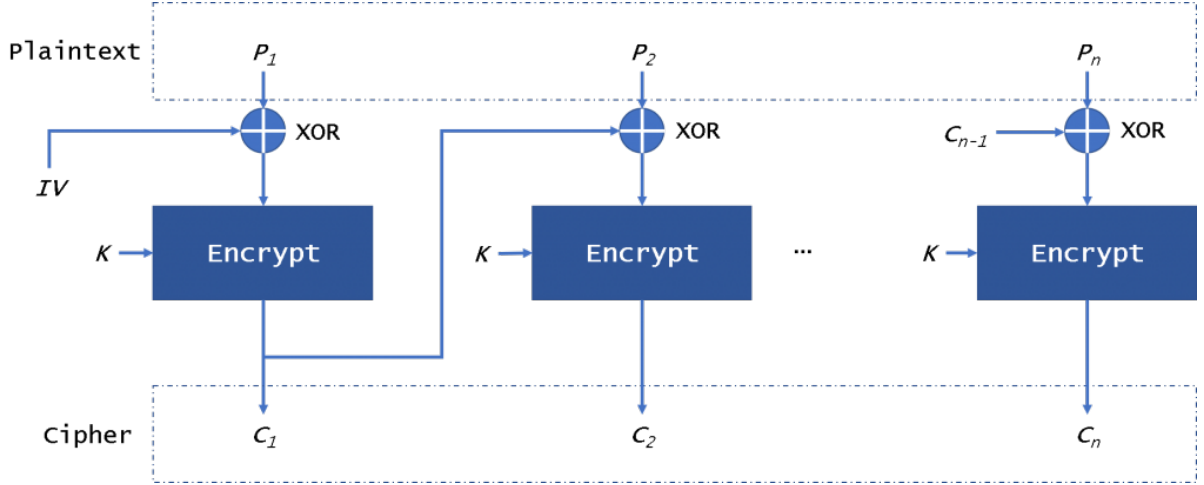 Plaintext P₁ P₂ Pₙ
XOR XOR Cₙ₋₁ XOR
IV
K Encrypt K Encrypt ... K Encrypt
Cipher C₁ C₂ Cₙ